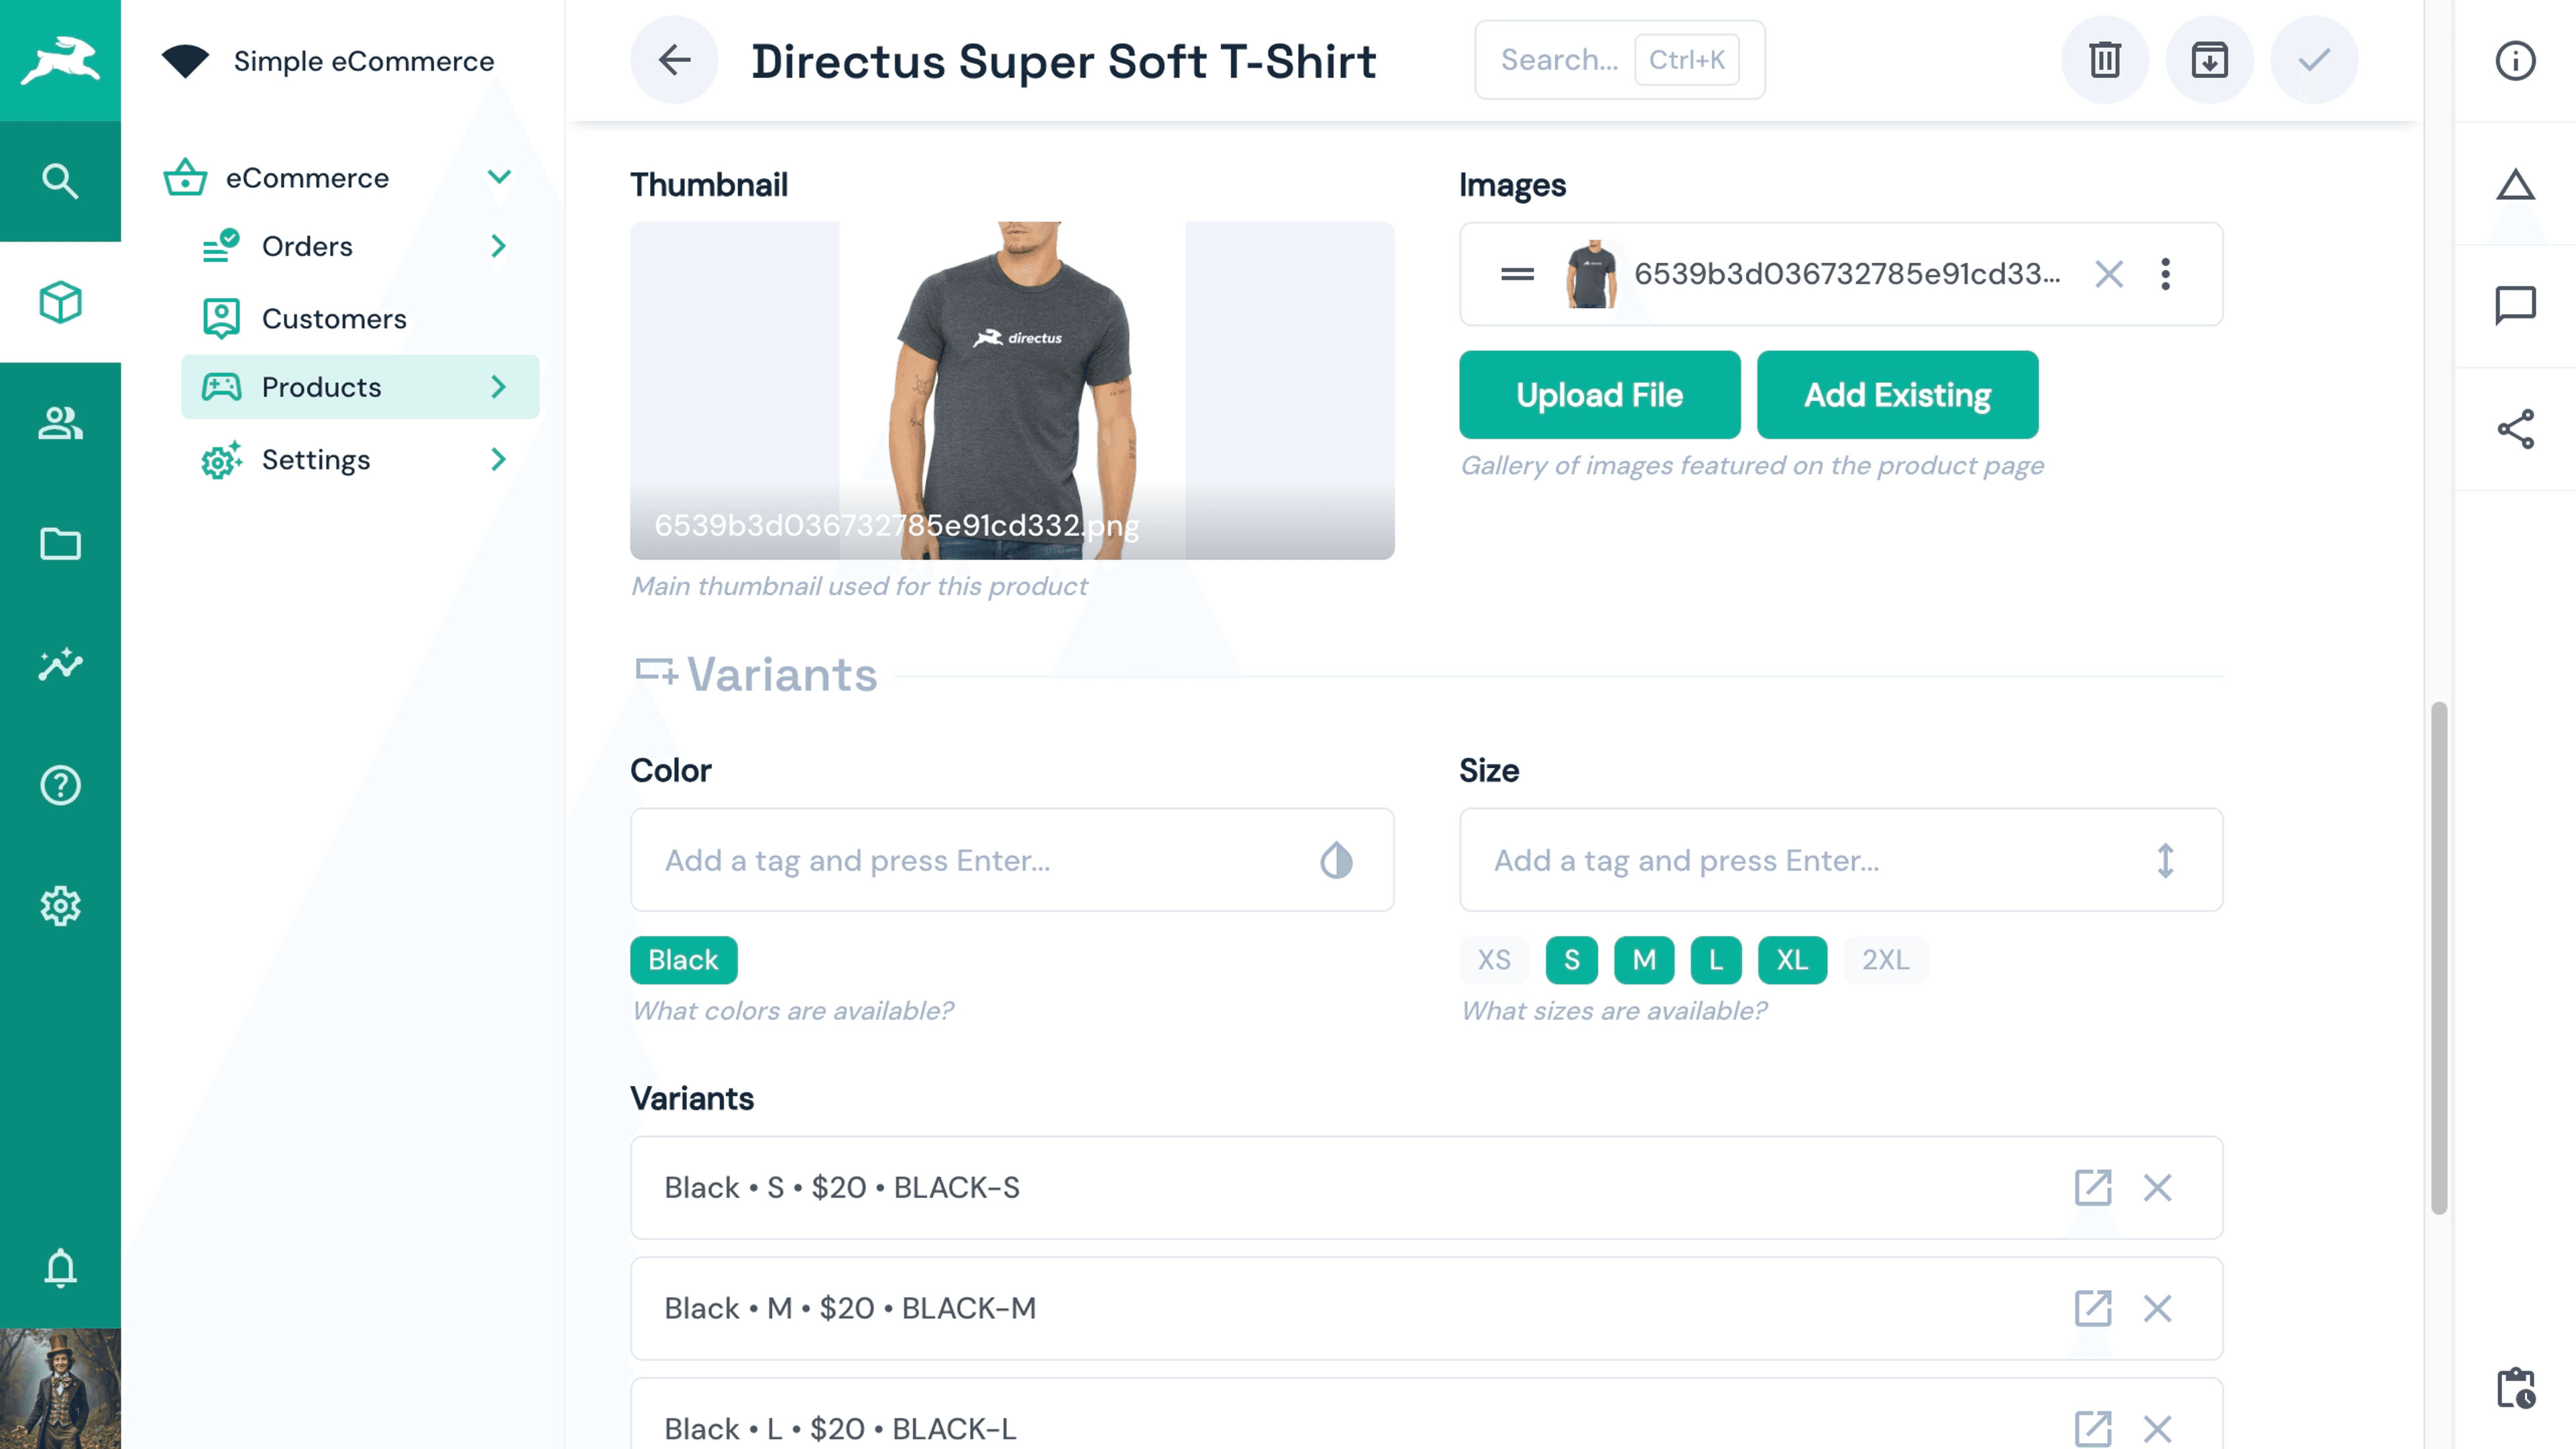 Simple eCommerce
eCommerce
Orders
Customers
Products
Settings
Directus Super Soft T-Shirt
Search... Ctrl+K
Thumbnail
directus
6539b3d036732785e91cd332.png
Main thumbnail used for this product
Images
6539b3d036732785e91cd33...
Upload File Add Existing
Gallery of images featured on the product page
Variants
Color
Add a tag and press Enter...
Black
What colors are available?
Size
Add a tag and press Enter...
XS S M L XL 2XL
What sizes are available?
Variants
Black • S • $20 • BLACK-S
Black • M • $20 • BLACK-M
Black • L • $20 • BLACK-L